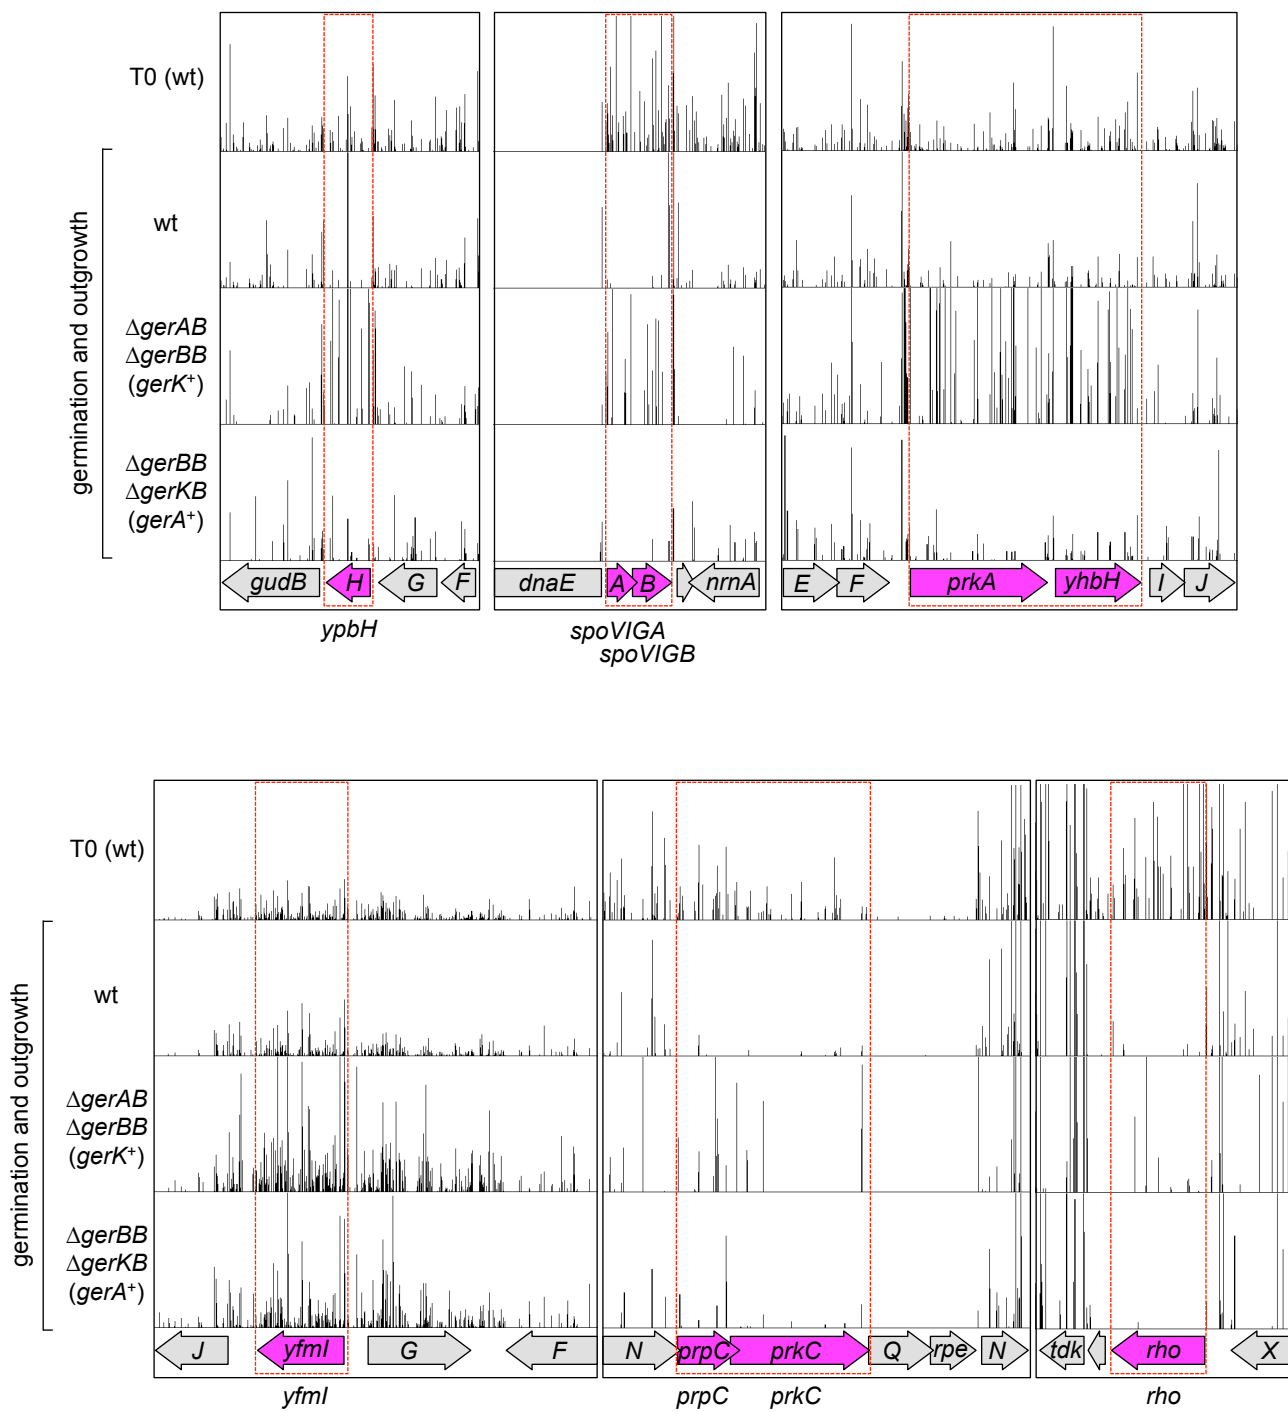 T0 (wt)
germination and outgrowth
wt
ΔgerAB
ΔgerBB
(gerK⁺)
ΔgerBB
ΔgerKB
(gerA⁺)
gudB H G F dnaE A B nrnA E F prkA yhbH I J
ypbH spoVIGA
spoVIGB
T0 (wt)
germination and outgrowth
wt
ΔgerAB
ΔgerBB
(gerK⁺)
ΔgerBB
ΔgerKB
(gerA⁺)
J yfmI G F N prpC prkC Q rpe N tdk rho X
yfmI prpC prkC rho